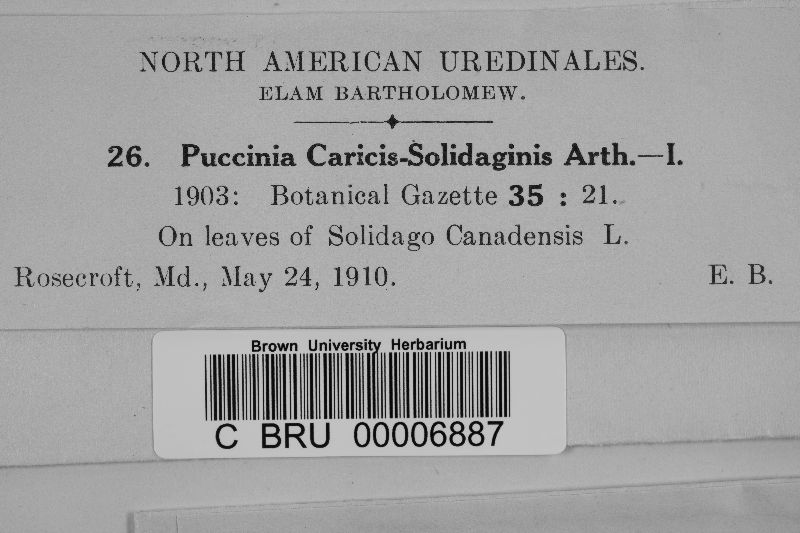 NORTH AMERICAN UREDINALES.
ELAM BARTHOLOMEW.
26. Puccinia Caricis-Solidaginis Arth.—I.
1903: Botanical Gazette 35 : 21.
On leaves of Solidago Canadensis L.
Rosecroft, Md., May 24, 1910. E. B.
Brown University Herbarium
C BRU 00006887